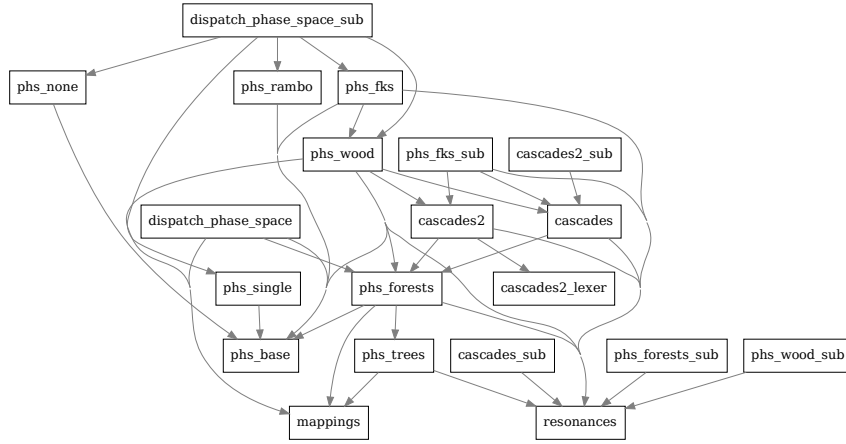 dispatch_phase_space_sub
phs_none
phs_rambo
phs_fks
phs_wood
phs_fks_sub
cascades2_sub
dispatch_phase_space
cascades2
cascades
phs_single
phs_forests
cascades2_lexer
phs_base
phs_trees
cascades_sub
phs_forests_sub
phs_wood_sub
mappings
resonances